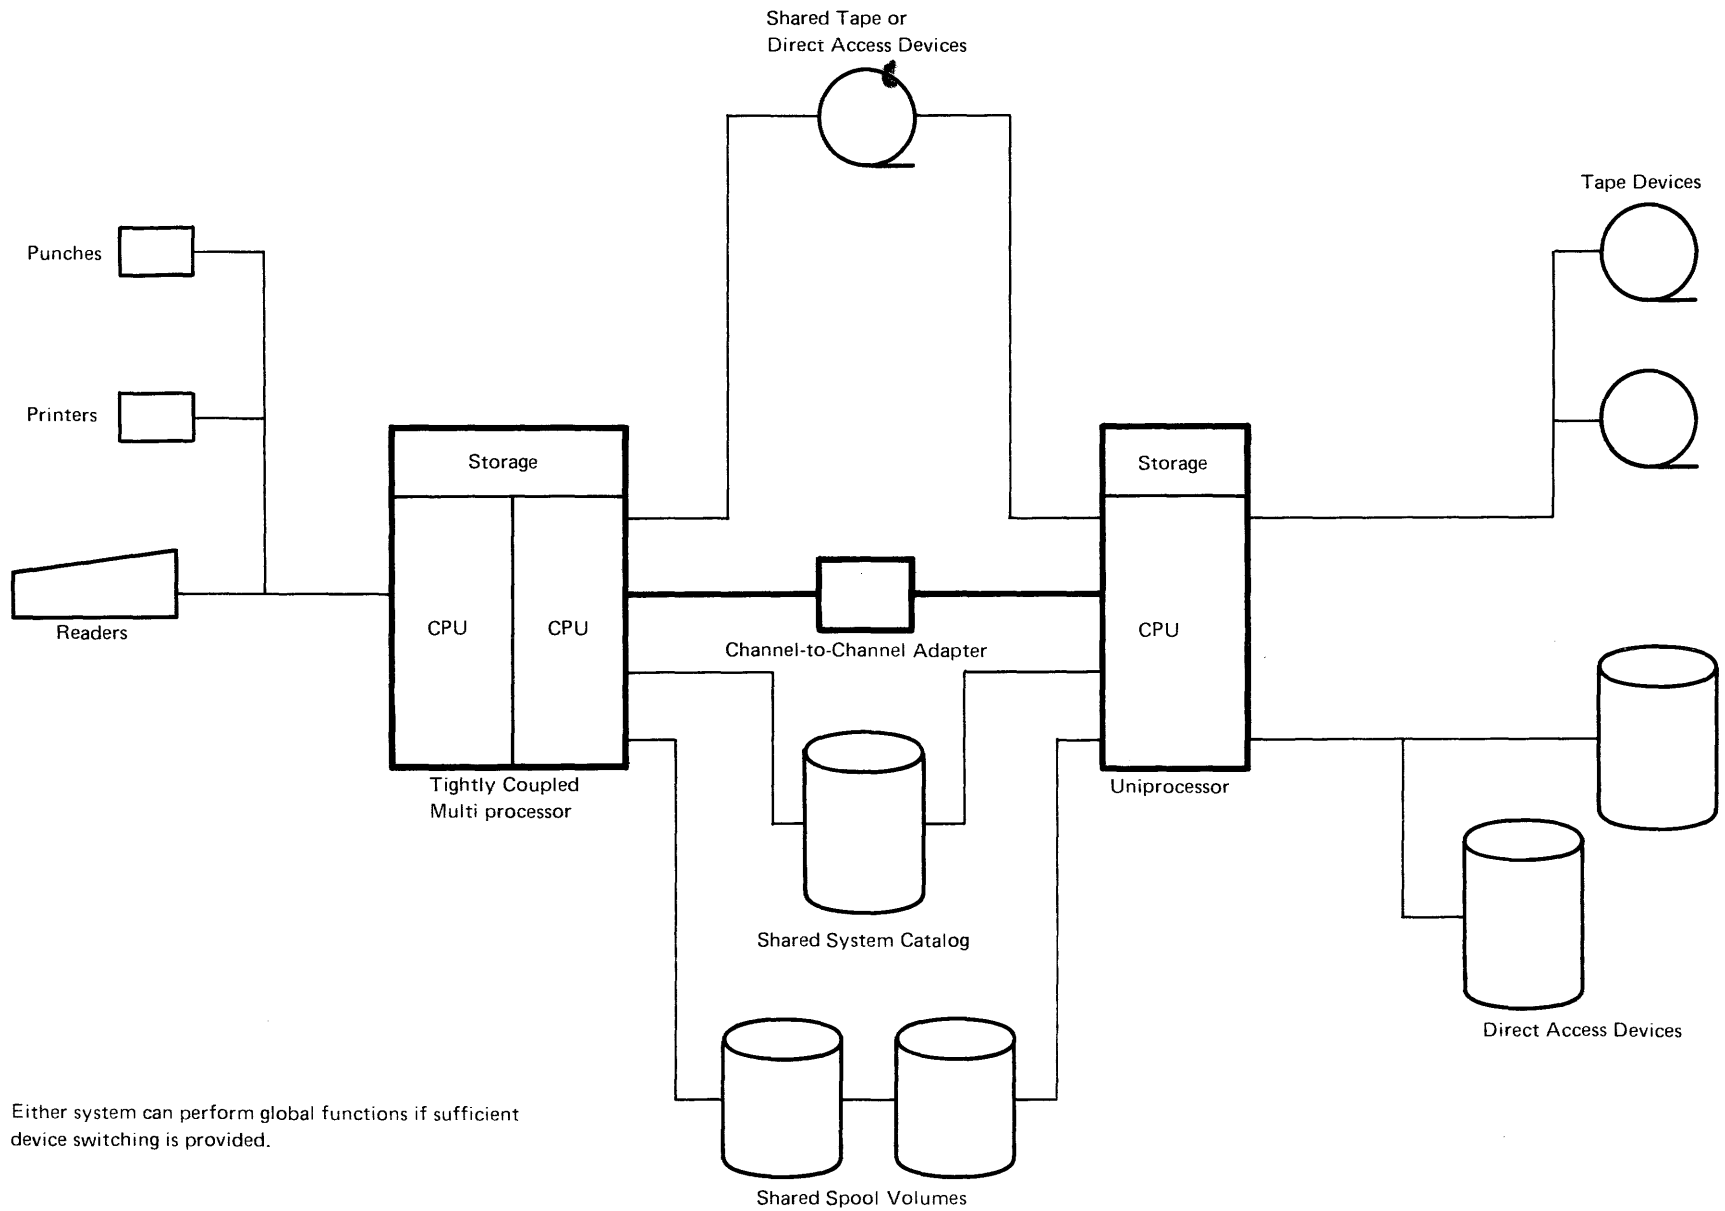 Shared Tape or
Direct Access Devices
Tape Devices
Punches
Printers
Storage
Storage
CPU
CPU
CPU
Readers
Channel-to-Channel Adapter
Tightly Coupled
Multi processor
Uniprocessor
Shared System Catalog
Direct Access Devices
Either system can perform global functions if sufficient
device switching is provided.
Shared Spool Volumes